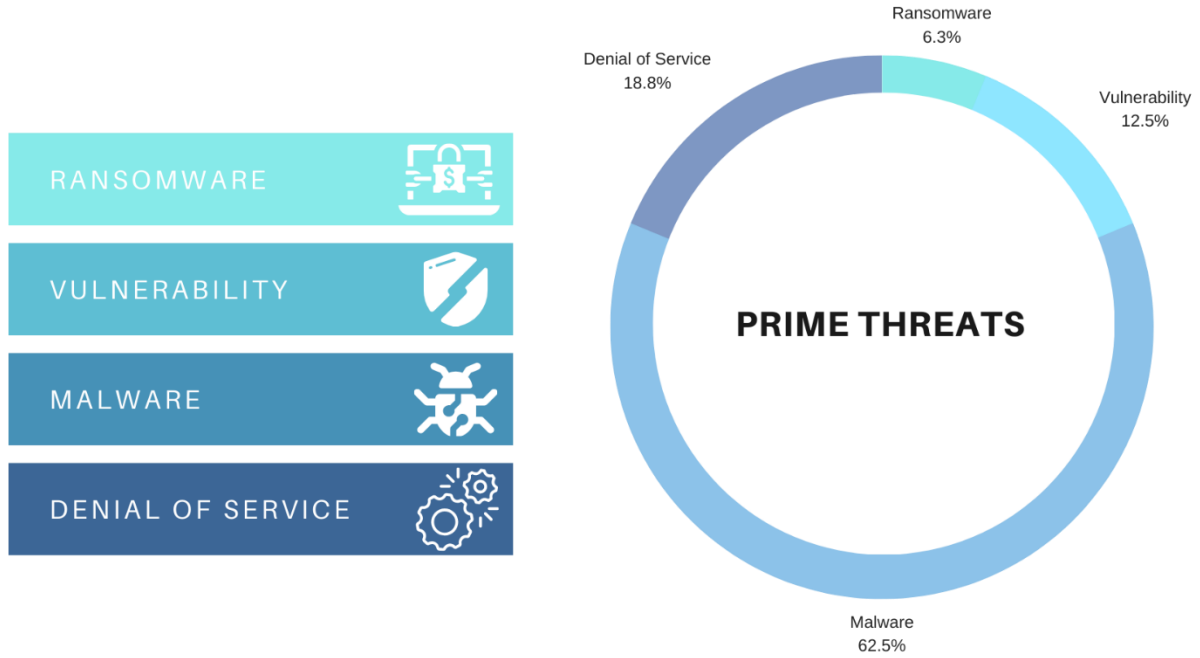 RANSOMWARE
$
VULNERABILITY
MALWARE
DENIAL OF SERVICE
Ransomware
6.3%
Denial of Service
18.8%
Vulnerability
12.5%
PRIME THREATS
Malware
62.5%